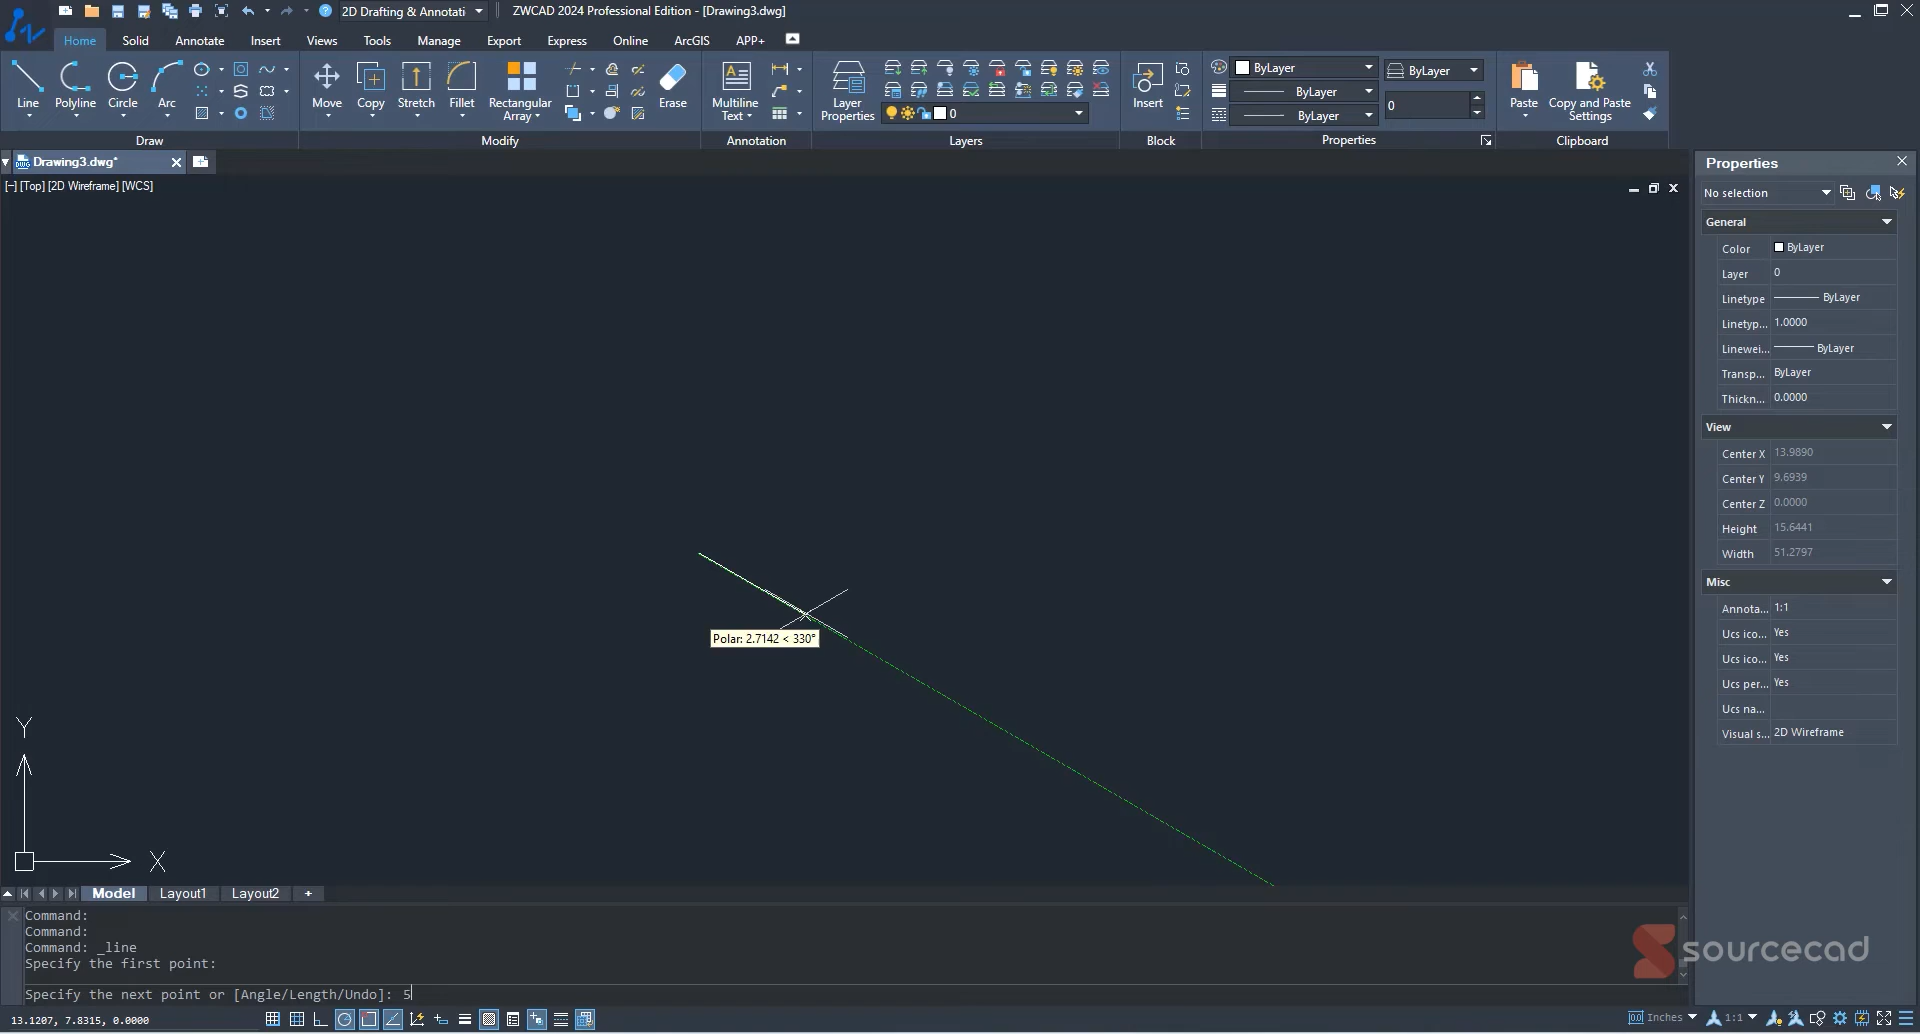 2D Drafting & Annotati
ZWCAD 2024 Professional Edition - [Drawing3.dwg]
Home Solid Annotate Insert Views Tools Manage Export Express Online ArcGIS APP+
Line Polyline Circle Arc
Move Copy Stretch Fillet Rectangular Array Erase
Multiline Text
Layer Properties
0
Insert
ByLayer
ByLayer
ByLayer
ByLayer
0
Paste
Copy and Paste Settings
Draw Modify Annotation Layers Block Properties Clipboard
Drawing3.dwg*
[−] [Top] [2D Wireframe] [WCS]
Polar: 2.7142 < 330°
Y
X
Model Layout1 Layout2 +
Command:
Command:
Command: _line
Specify the first point:
Specify the next point or [Angle/Length/Undo]: 5
13.1207, 7.8315, 0.0000
Inches
1:1
Properties
No selection
General
Color ByLayer
Layer 0
Linetype ByLayer
Linetyp... 1.0000
Linewei... ByLayer
Transp... ByLayer
Thickn... 0.0000
View
Center X 13.9890
Center Y 9.6939
Center Z 0.0000
Height 15.6441
Width 51.2797
Misc
Annota... 1:1
Ucs ico... Yes
Ucs ico... Yes
Ucs per... Yes
Ucs na...
Visual s... 2D Wireframe
sourcecad